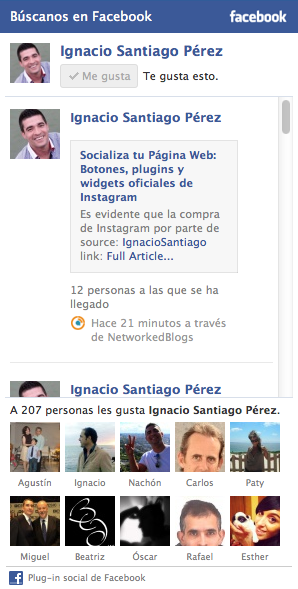 Búscanos en Facebook
facebook
Ignacio Santiago Pérez
Me gusta Te gusta esto.
Ignacio Santiago Pérez
Socializa tu Página Web:
Botones, plugins y
widgets oficiales de
Instagram
Es evidente que la compra
de Instagram por parte de
source: IgnacioSantiago
link: Full Article...
12 personas a las que se ha
llegado
Hace 21 minutos a través
de NetworkedBlogs
Ignacio Santiago Pérez
A 207 personas les gusta Ignacio Santiago Pérez.
Agustín Ignacio Nachón Carlos Paty
Miguel Beatriz Óscar Rafael Esther
Plug-in social de Facebook